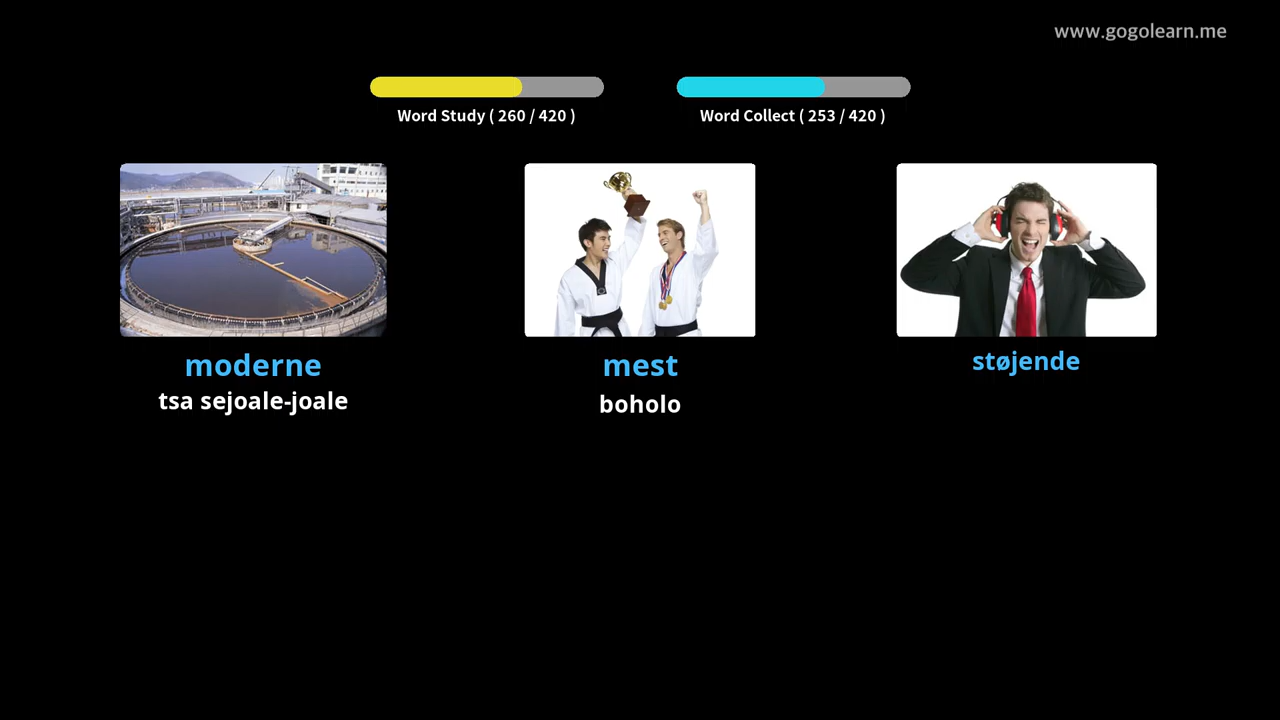 www.gogolearn.me
Word Study ( 260 / 420 )
Word Collect ( 253 / 420 )
moderne
tsa sejoale-joale
mest
boholo
støjende